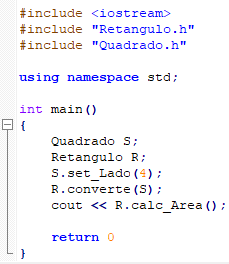 #include <iostream>
#include "Retangulo.h"
#include "Quadrado.h"
using namespace std;
int main()
{
Quadrado S;
Retangulo R;
S.set_Lado(4);
R.converte(S);
cout << R.calc_Area();
return 0
}